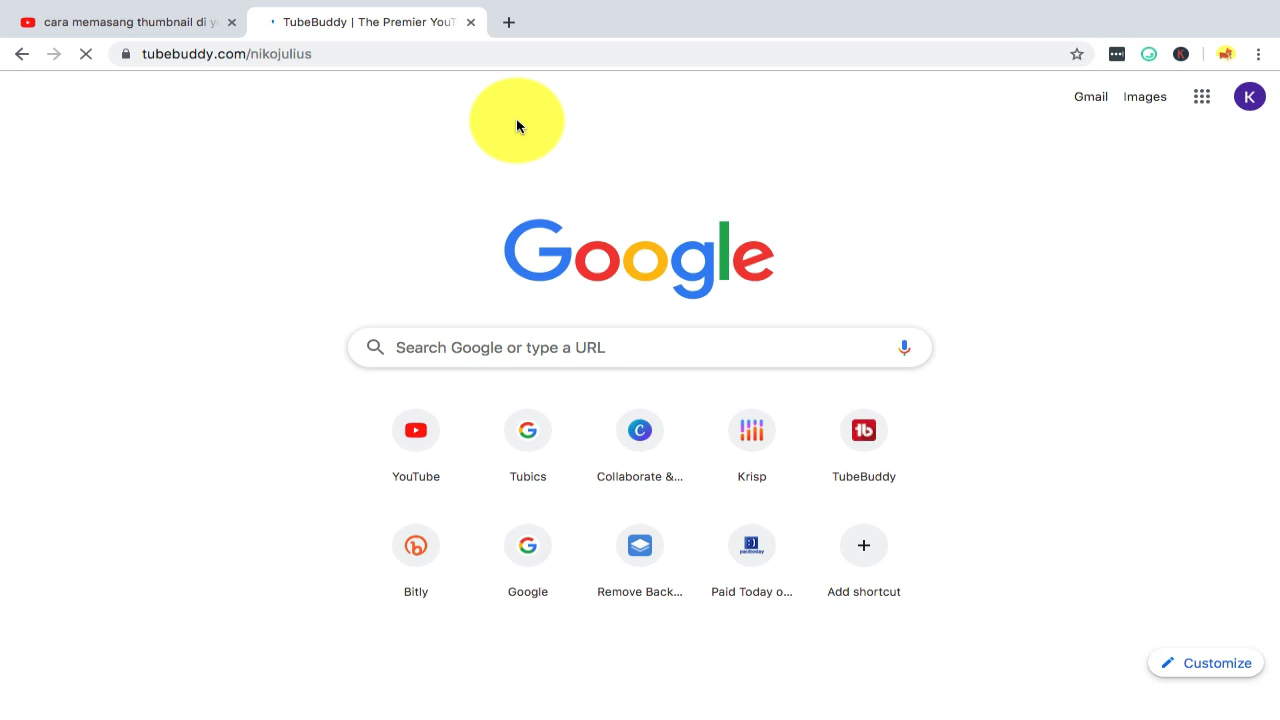 cara memasang thumbnail di y
TubeBuddy | The Premier YouT
tubebuddy.com/nikojulius
K
Gmail
Images
K
Google
Search Google or type a URL
YouTube
Tubics
Collaborate &...
Krisp
TubeBuddy
Bitly
Google
Remove Back...
Paid Today o...
Add shortcut
Customize